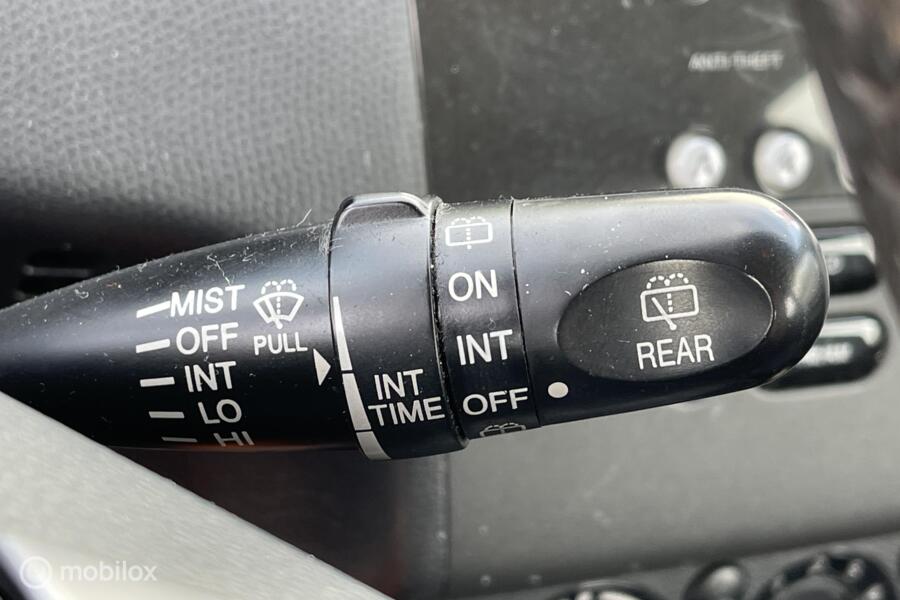 ANTI-THEFT
MIST
OFF
PULL
INT
LO
HI
INT
TIME
ON
INT
OFF
REAR
mobilox